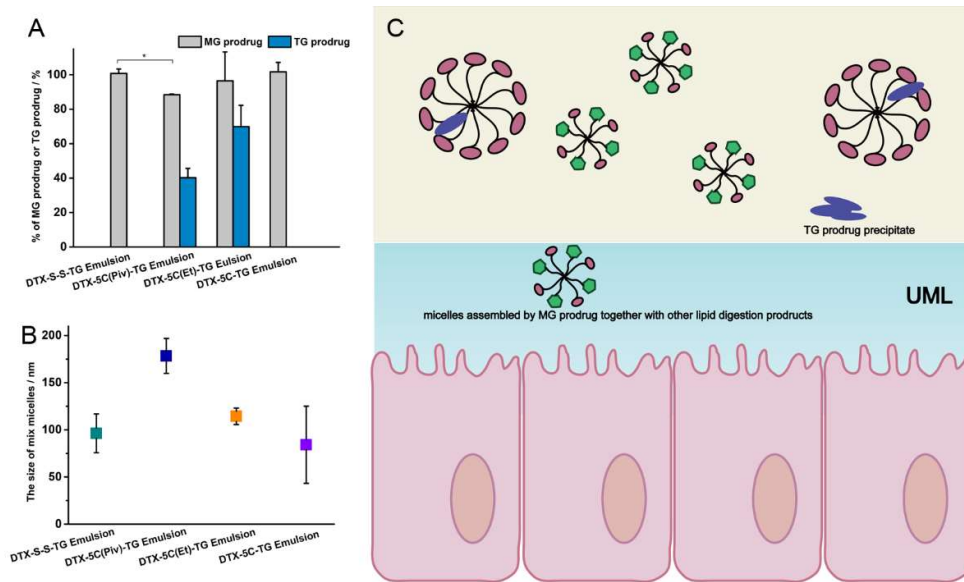 A
MG prodrug
TG prodrug
*
% of MG prodrug or TG prodrug / %
100
80
60
40
20
0
DTX-S-S-TG Emulsion
DTX-5C(Piv)-TG Emulsion
DTX-5C(Et)-TG Eulsion
DTX-5C-TG Emulsion
B
The size of mix micelles / nm
200
150
100
50
0
DTX-S-S-TG Emulsion
DTX-5C(Piv)-TG Emulsion
DTX-5C(Et)-TG Emulsion
DTX-5C-TG Emulsion
C
TG prodrug precipitate
UML
micelles assembled by MG prodrug together with other lipid digestion products